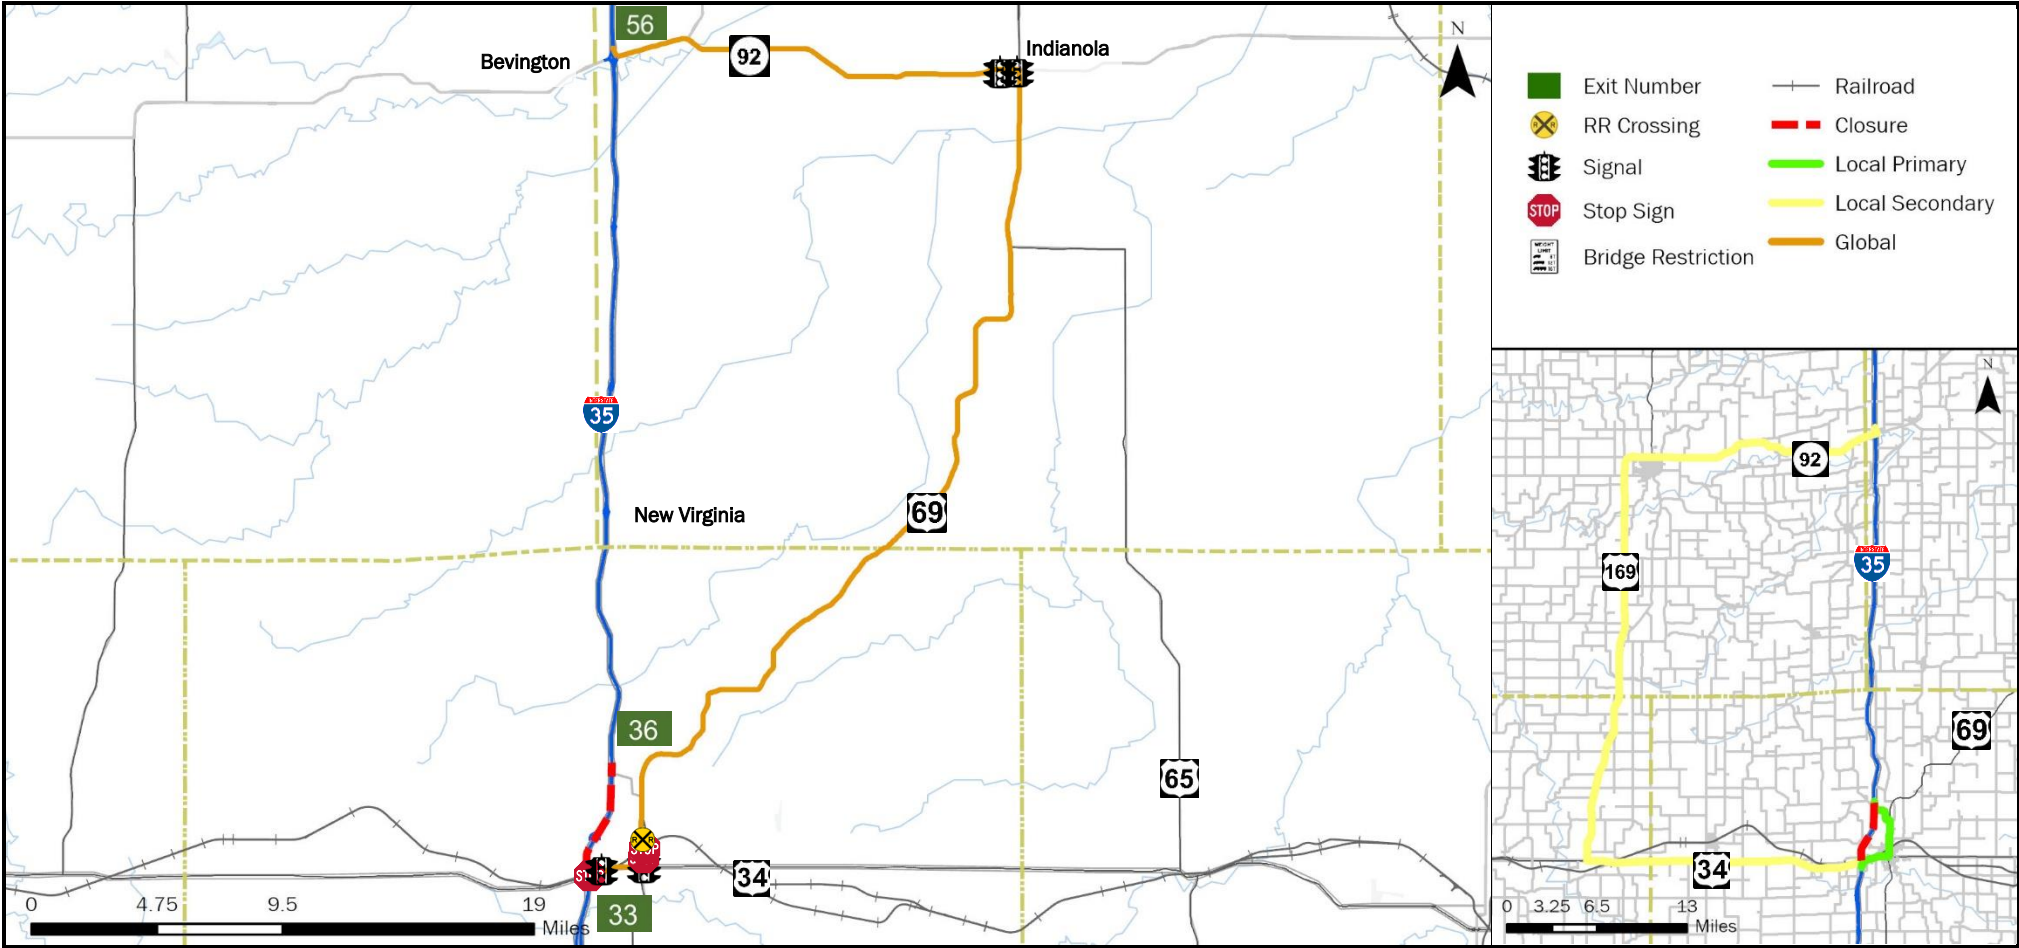 56
Bevington
92
Indianola
N
35
New Virginia
69
36
65
34
33
0 4.75 9.5 19
Miles
Exit Number
RR Crossing
Signal
STOP
Stop Sign
WEIGHT
LIMIT
Bridge Restriction
Railroad
Closure
Local Primary
Local Secondary
Global
N
92
169
35
69
34
0 3.25 6.5 13
Miles